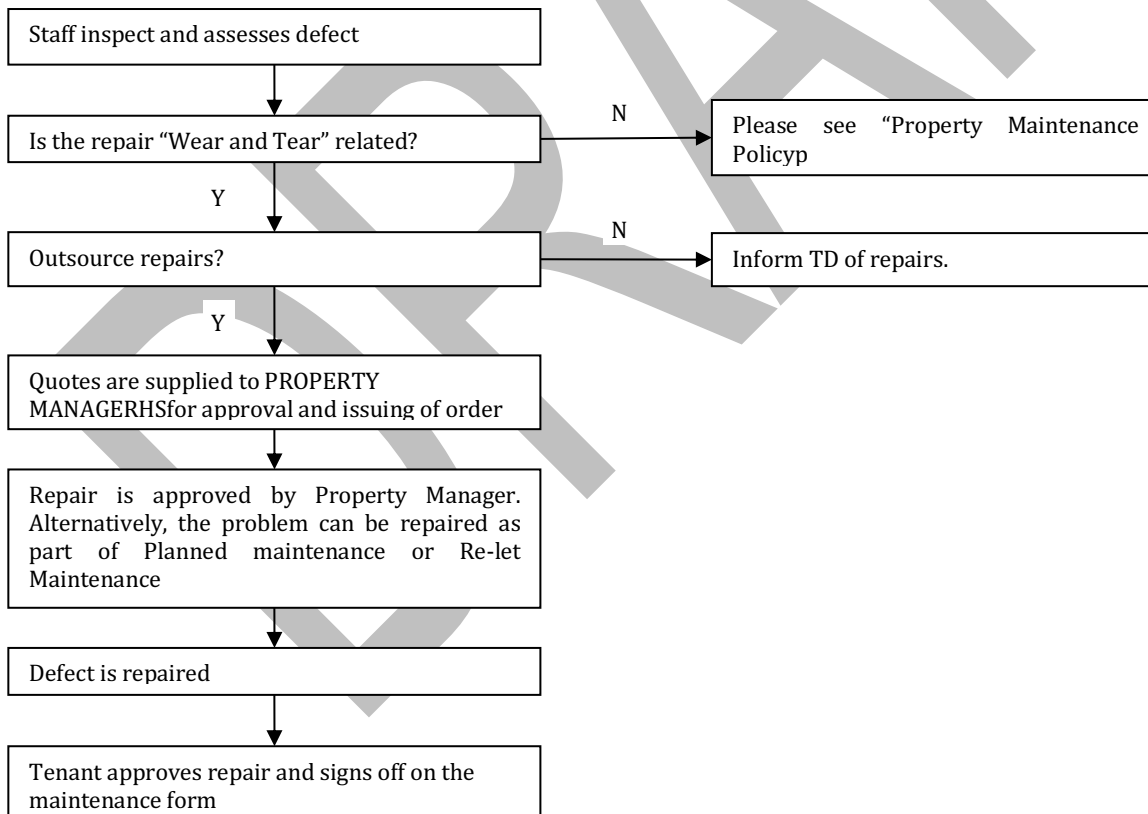 Staff inspect and assesses defect
Is the repair “Wear and Tear” related?
N
Please see “Property Maintenance
Policyp
Y
Outsource repairs?
N
Inform TD of repairs.
Y
Quotes are supplied to PROPERTY
MANAGERHSfor approval and issuing of order
Repair is approved by Property Manager.
Alternatively, the problem can be repaired as
part of Planned maintenance or Re-let
Maintenance
Defect is repaired
Tenant approves repair and signs off on the
maintenance form